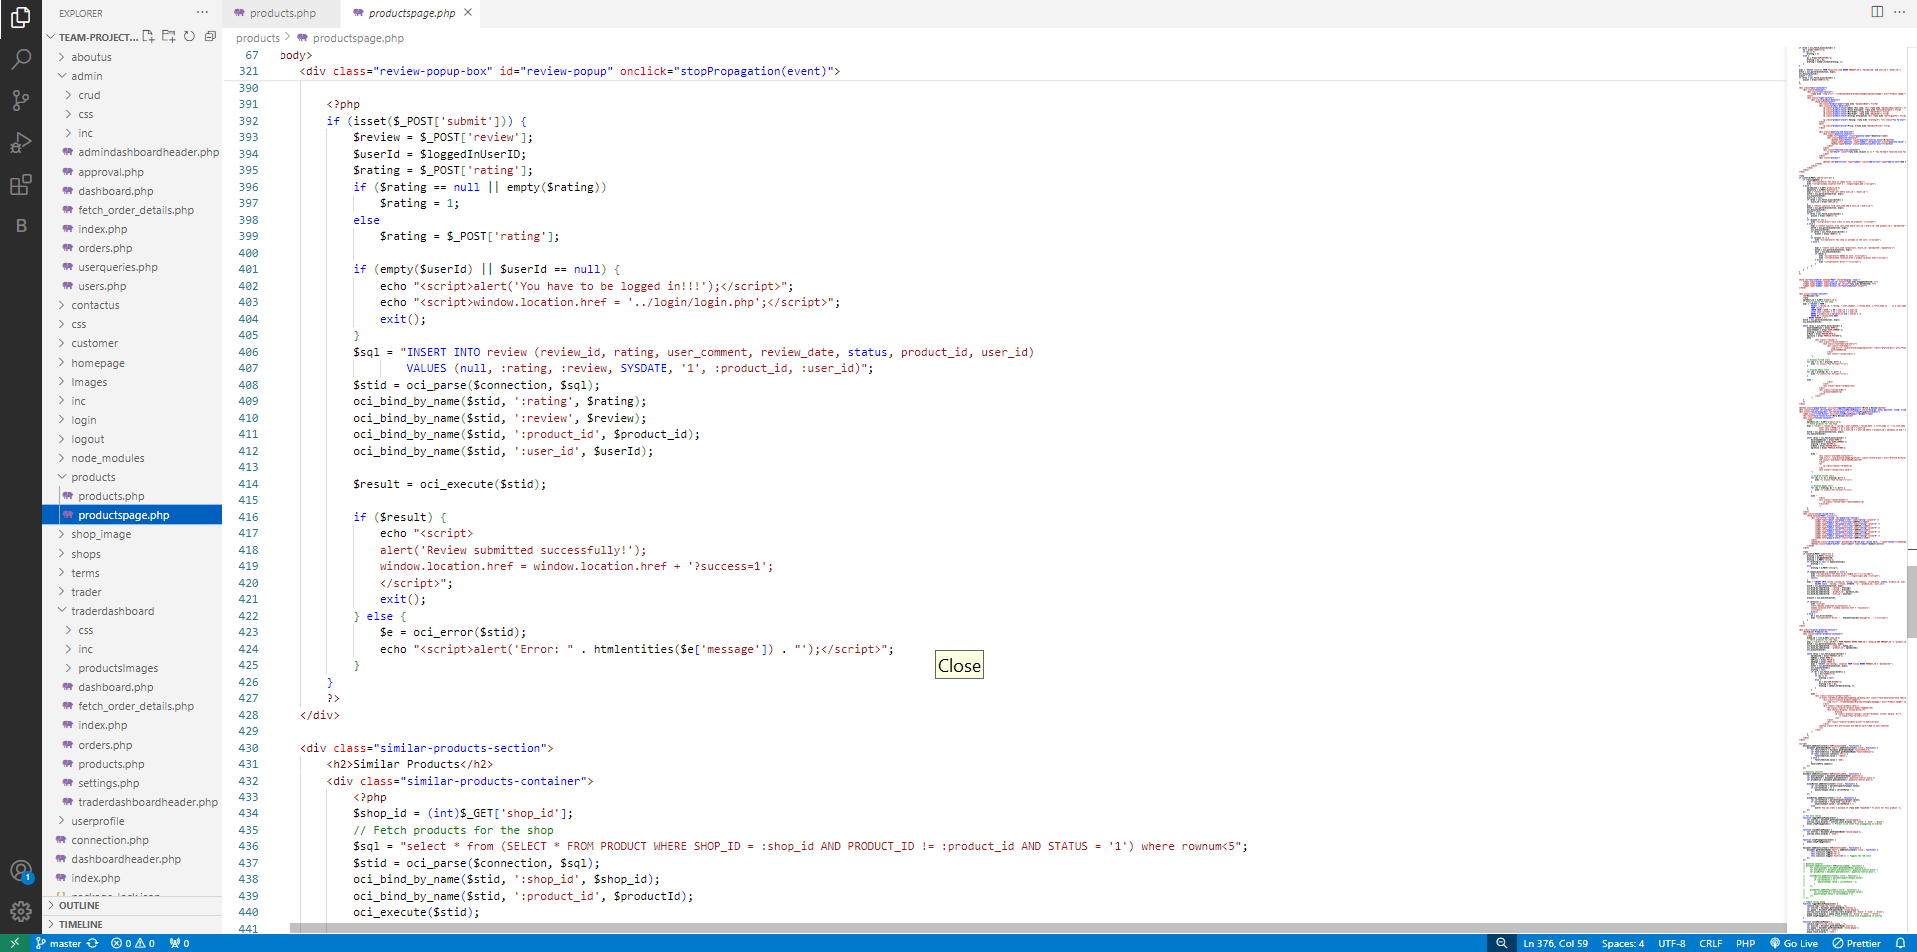 EXPLORER
TEAM-PROJECT...
aboutus
admin
crud
css
inc
admindashboardheader.php
approval.php
dashboard.php
fetch_order_details.php
index.php
orders.php
userqueries.php
users.php
contactus
css
customer
homepage
Images
inc
login
logout
node_modules
products
products.php
productspage.php
shop_image
shops
terms
trader
traderdashboard
css
inc
productsImages
dashboard.php
fetch_order_details.php
index.php
orders.php
products.php
settings.php
traderdashboardheader.php
userprofile
connection.php
dashboardheader.php
index.php
OUTLINE
TIMELINE
products.php
productspage.php
products > productspage.php
67 body>
321 <div class="review-popup-box" id="review-popup" onclick="stopPropagation(event)">
390
391 <?php
392 if (isset($_POST['submit'])) {
393 $review = $_POST['review'];
394 $userId = $loggedInUserID;
395 $rating = $_POST['rating'];
396 if ($rating == null || empty($rating))
397 $rating = 1;
398 else
399 $rating = $_POST['rating'];
400
401 if (empty($userId) || $userId == null) {
402 echo "<script>alert('You have to be logged in!!!');</script>";
403 echo "<script>window.location.href = '../login/login.php';</script>";
404 exit();
405 }
406 $sql = "INSERT INTO review (review_id, rating, user_comment, review_date, status, product_id, user_id)
407 VALUES (null, :rating, :review, SYSDATE, '1', :product_id, :user_id)";
408 $stid = oci_parse($connection, $sql);
409 oci_bind_by_name($stid, ':rating', $rating);
410 oci_bind_by_name($stid, ':review', $review);
411 oci_bind_by_name($stid, ':product_id', $product_id);
412 oci_bind_by_name($stid, ':user_id', $userId);
413
414 $result = oci_execute($stid);
415
416 if ($result) {
417 echo "<script>
418 alert('Review submitted successfully!');
419 window.location.href = window.location.href + '?success=1';
420 </script>";
421 exit();
422 } else {
423 $e = oci_error($stid);
424 echo "<script>alert('Error: " . htmlentities($e['message']) . "');</script>";
425 }
426 }
427 ?>
428 </div>
429
430 <div class="similar-products-section">
431 <h2>Similar Products</h2>
432 <div class="similar-products-container">
433 <?php
434 $shop_id = (int)$_GET['shop_id'];
435 // Fetch products for the shop
436 $sql = "select * from (SELECT * FROM PRODUCT WHERE SHOP_ID = :shop_id AND PRODUCT_ID != :product_id AND STATUS = '1') where rownum<5";
437 $stid = oci_parse($connection, $sql);
438 oci_bind_by_name($stid, ':shop_id', $shop_id);
439 oci_bind_by_name($stid, ':product_id', $productId);
440 oci_execute($stid);
441
Close
B
1
master 0 0 0
Ln 376, Col 59 Spaces: 4 UTF-8 CRLF PHP Go Live Prettier